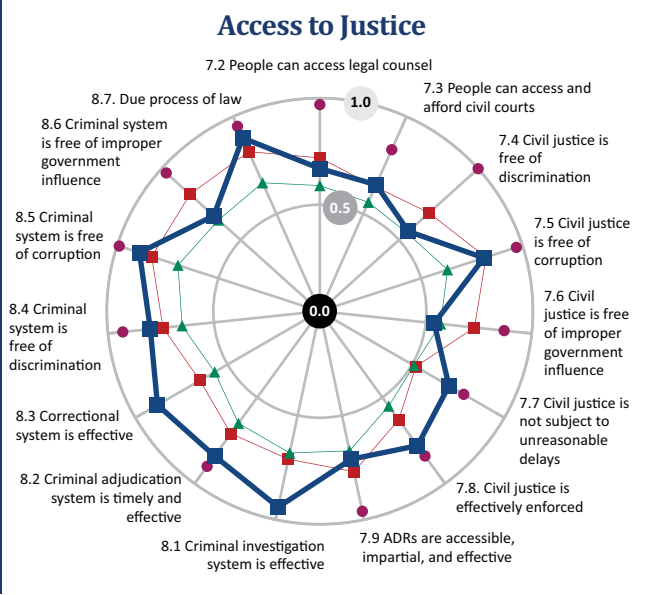 Access to Justice
7.2 People can access legal counsel
7.3 People can access and
afford civil courts
7.4 Civil justice is
free of
discrimination
7.5 Civil justice
is free of
corruption
7.6 Civil
justice is free
of improper
government
influence
7.7 Civil justice is
not subject to
unreasonable
delays
7.8. Civil justice is
effectively enforced
7.9 ADRs are accessible,
impartial, and effective
8.1 Criminal investigation
system is effective
8.2 Criminal adjudication
system is timely and
effective
8.3 Correctional
system is effective
8.4 Criminal
system is
free of
discrimination
8.5 Criminal
system is free
of corruption
8.6 Criminal system
is free of improper
government
influence
8.7. Due process of law
1.0
0.5
0.0